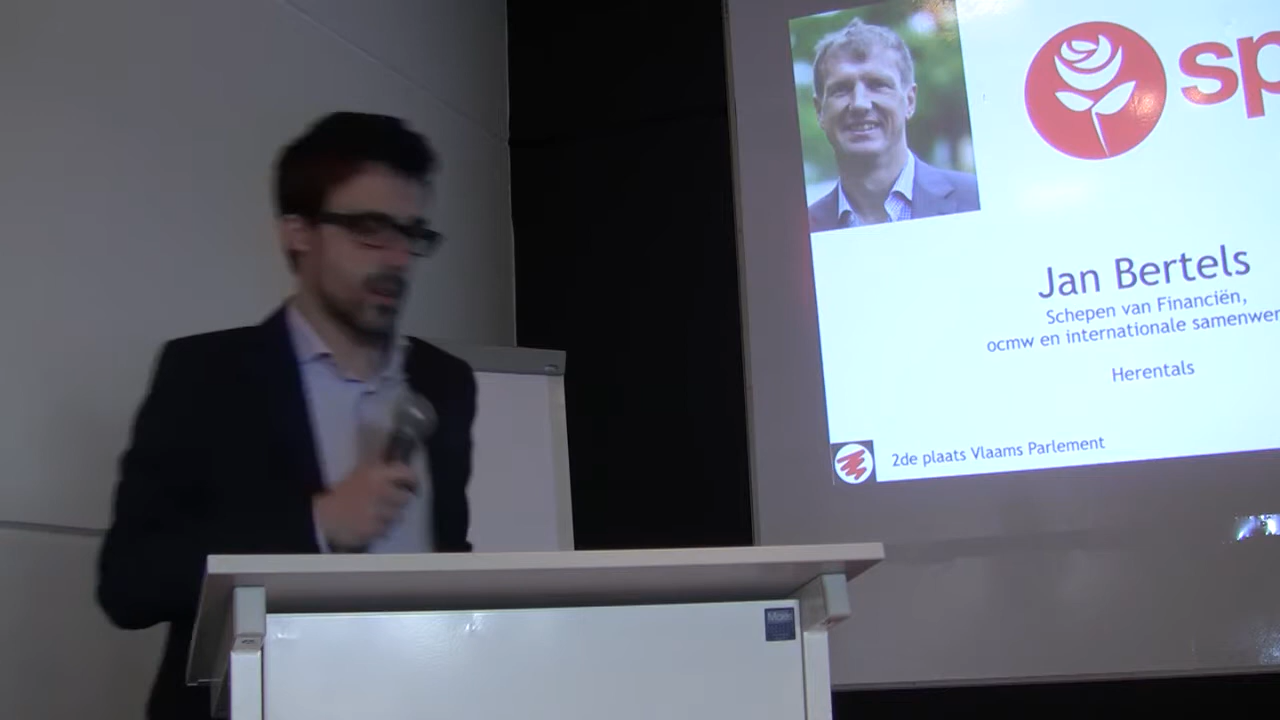 sp
Jan Bertels
Schepen van Financiën,
ocmw en internationale samenwer
Herentals
2de plaats Vlaams Parlement